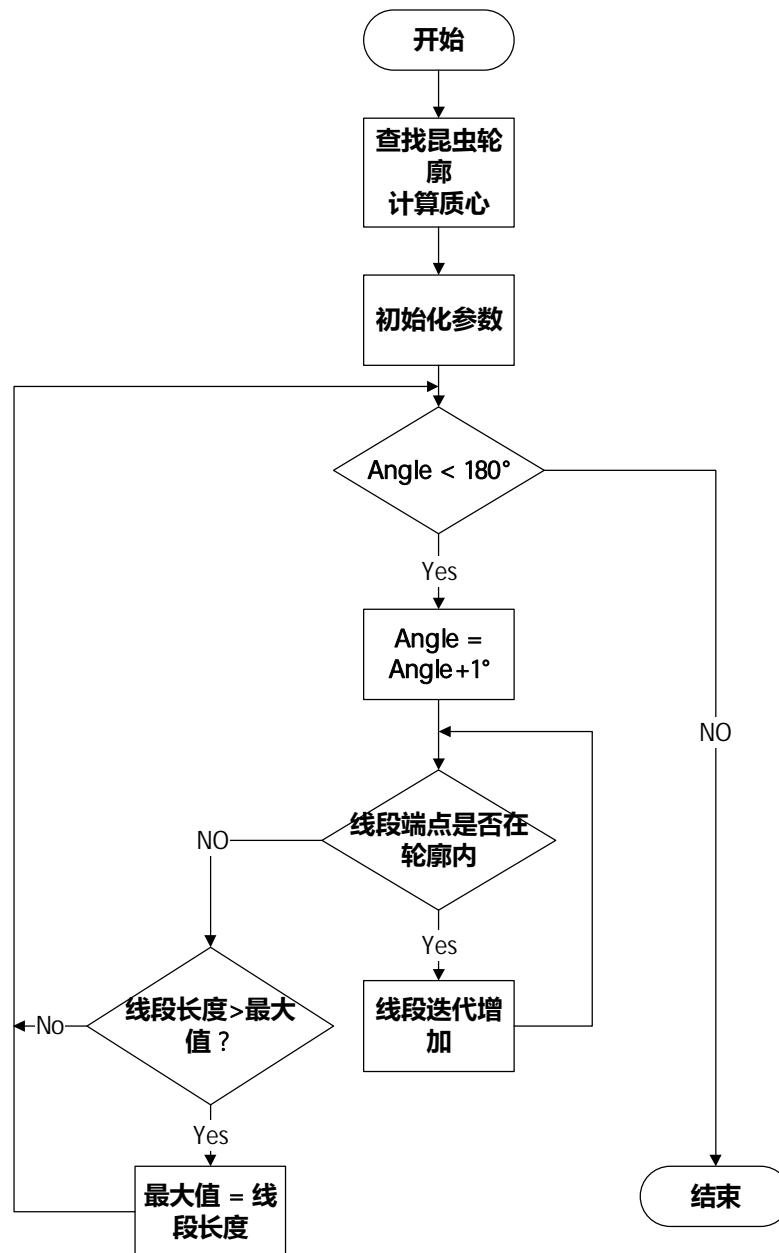 开始
查找昆虫轮
廓
计算质心
初始化参数
Angle < 180°
Yes
Angle =
Angle+1°
NO
线段端点是否在
轮廓内
NO
Yes
线段长度>最大
值？
No
线段迭代增
加
Yes
最大值 = 线
段长度
结束